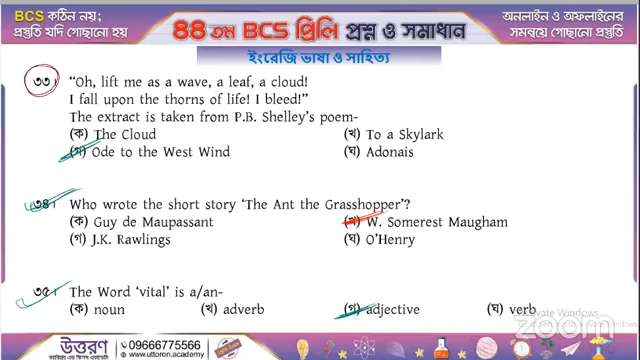 BCS কঠিন নয়;
প্রস্তুতি যদি গোছানো হয়
৪৪ তম BCS প্রিলি প্রশ্ন ও সমাধান
অনলাইন ও অফলাইনের
সমন্বয়ে গোছানো প্রস্তুতি
ইংরেজি ভাষা ও সাহিত্য
৩৩। "Oh, lift me as a wave, a leaf, a cloud!
I fall upon the thorns of life! I bleed!"
The extract is taken from P.B. Shelley's poem-
(ক) The Cloud (খ) To a Skylark
(গ) Ode to the West Wind (ঘ) Adonais
৩৪। Who wrote the short story 'The Ant the Grasshopper'?
(ক) Guy de Maupassant (খ) W. Somerest Maugham
(গ) J.K. Rawlings (ঘ) O'Henry
৩৫। The Word 'vital' is a/an-
(ক) noun (খ) adverb (গ) adjective (ঘ) verb
zoom
উত্তরণ
09666775566
www.uttoron.academy